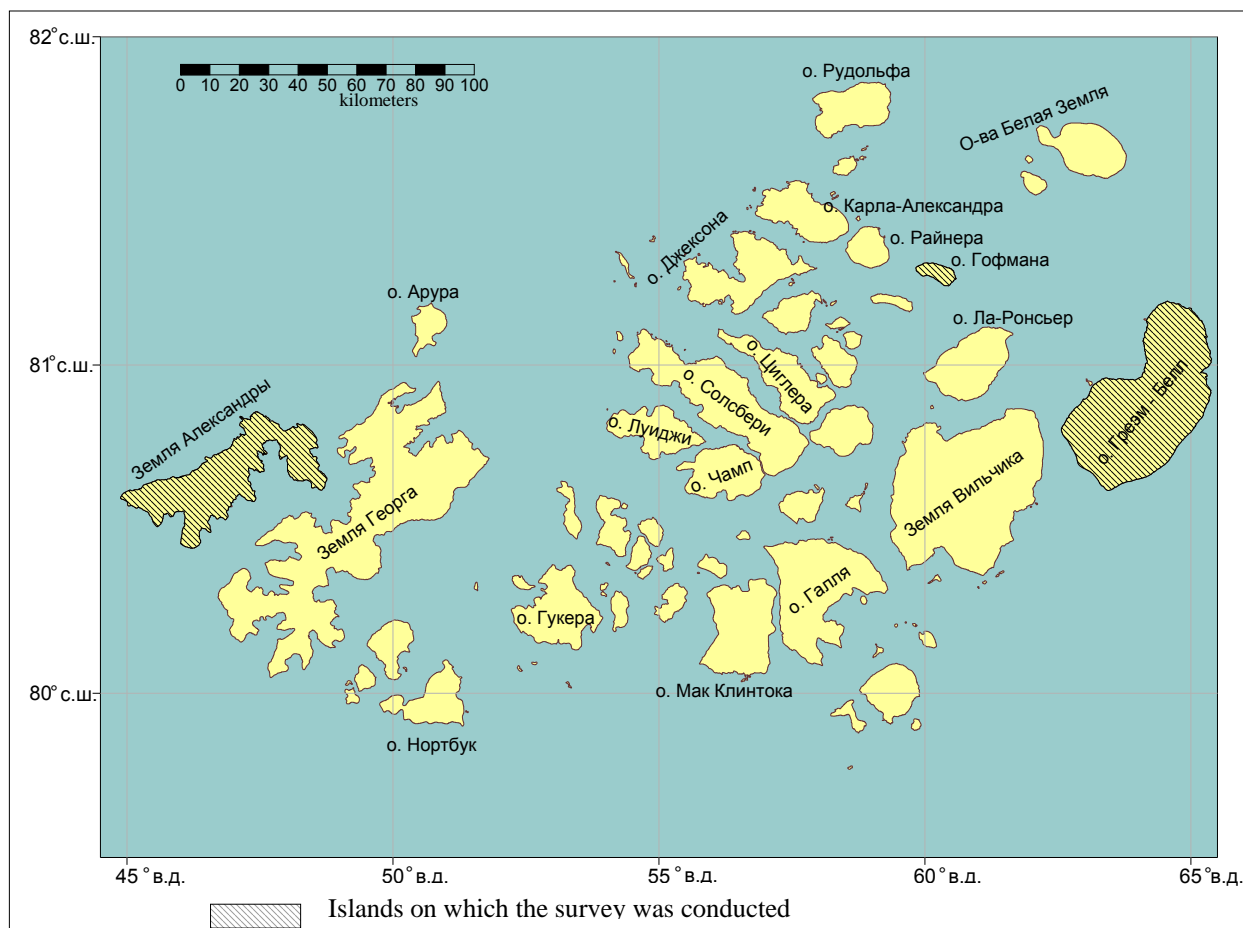 82° с.ш.
0 10 20 30 40 50 60 70 80 90 100
kilometers
о. Рудольфа
О-ва Белая Земля
о. Карла-Александра
о. Джексона
о. Райнера
о. Гофмана
о. Арура
о. Ла-Ронсьер
81° с.ш.
о. Циглера
о. Солсбери
о. Грезм - Белл
Земля Александры
о. Луиджи
о. Чамп
Земля Вильчика
Земля Георга
о. Галля
о. Гукера
80° с.ш.
о. Мак Клинтока
о. Нортбук
45° в.д. 50° в.д. 55° в.д. 60° в.д. 65° в.д.
Islands on which the survey was conducted